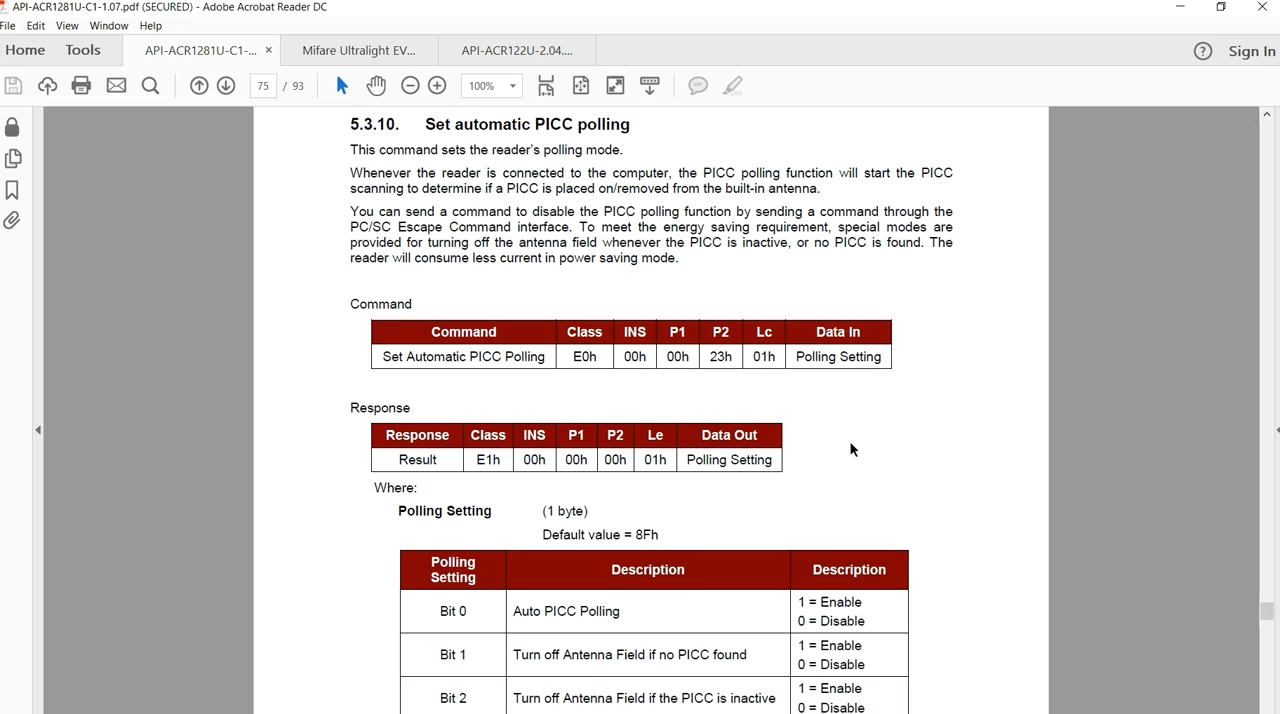 API-ACR1281U-C1-1.07.pdf (SECURED) - Adobe Acrobat Reader DC
File Edit View Window Help
Home Tools API-ACR1281U-C1-... × Mifare Ultralight EV... API-ACR122U-2.04.... ? Sign In
75 / 93 100%
5.3.10. Set automatic PICC polling
This command sets the reader's polling mode.
Whenever the reader is connected to the computer, the PICC polling function will start the PICC
scanning to determine if a PICC is placed on/removed from the built-in antenna.
You can send a command to disable the PICC polling function by sending a command through the
PC/SC Escape Command interface. To meet the energy saving requirement, special modes are
provided for turning off the antenna field whenever the PICC is inactive, or no PICC is found. The
reader will consume less current in power saving mode.
Command
Command Class INS P1 P2 Lc Data In
Set Automatic PICC Polling E0h 00h 00h 23h 01h Polling Setting
Response
Response Class INS P1 P2 Le Data Out
Result E1h 00h 00h 00h 01h Polling Setting
Where:
Polling Setting (1 byte)
Default value = 8Fh
Polling
Setting Description Description
Bit 0 Auto PICC Polling 1 = Enable
0 = Disable
Bit 1 Turn off Antenna Field if no PICC found 1 = Enable
0 = Disable
Bit 2 Turn off Antenna Field if the PICC is inactive 1 = Enable
0 = Disable